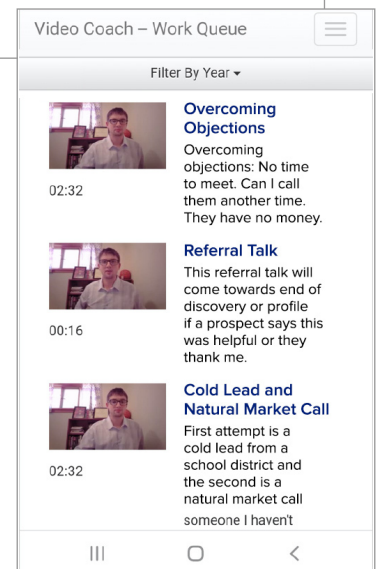 Video Coach – Work Queue
Filter By Year
Overcoming
Objections
Overcoming
objections: No time
to meet. Can I call
them another time.
They have no money.
02:32
Referral Talk
This referral talk will
come towards end of
discovery or profile
if a prospect says this
was helpful or they
thank me.
00:16
Cold Lead and
Natural Market Call
First attempt is a
cold lead from a
school district and
the second is a
natural market call
someone I haven't
02:32